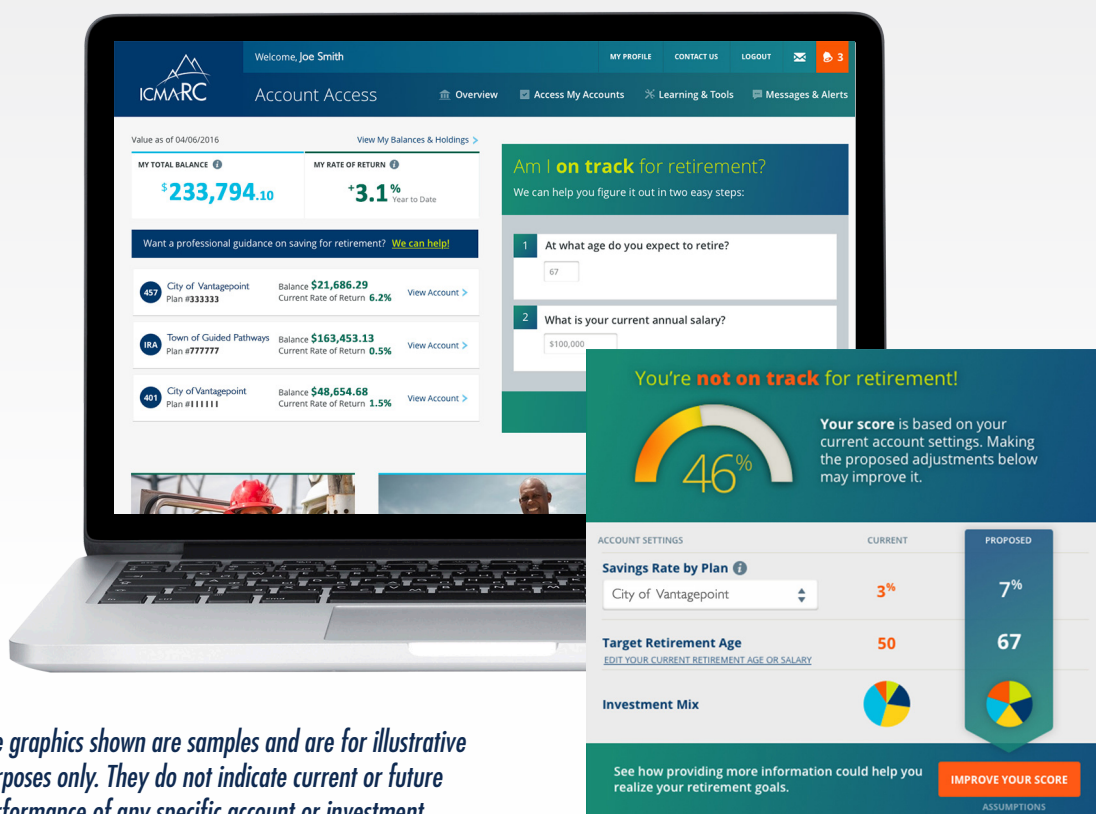 ICMARC
Welcome, Joe Smith
MY PROFILE
CONTACT US
LOGOUT
3
Account Access
Overview
Access My Accounts
Learning & Tools
Messages & Alerts
Value as of 04/06/2016
View My Balances & Holdings >
MY TOTAL BALANCE i
MY RATE OF RETURN i
$233,794.10
+3.1% Year to Date
Want a professional guidance on saving for retirement? We can help!
457
City of Vantagepoint
Plan #333333
Balance $21,686.29
Current Rate of Return 6.2%
View Account >
IRA
Town of Guided Pathways
Plan #777777
Balance $163,453.13
Current Rate of Return 0.5%
View Account >
401
City of Vantagepoint
Plan #111111
Balance $48,654.68
Current Rate of Return 1.5%
View Account >
Am I on track for retirement?
We can help you figure it out in two easy steps:
1 At what age do you expect to retire?
67
2 What is your current annual salary?
$100,000
You're not on track for retirement!
46%
Your score is based on your
current account settings. Making
the proposed adjustments below
may improve it.
ACCOUNT SETTINGS
CURRENT
PROPOSED
Savings Rate by Plan i
City of Vantagepoint
3%
7%
Target Retirement Age
EDIT YOUR CURRENT RETIREMENT AGE OR SALARY
50
67
Investment Mix
See how providing more information could help you
realize your retirement goals.
IMPROVE YOUR SCORE
ASSUMPTIONS
graphics shown are samples and are for illustrative
only. They do not indicate current or future
of any specific account or investment